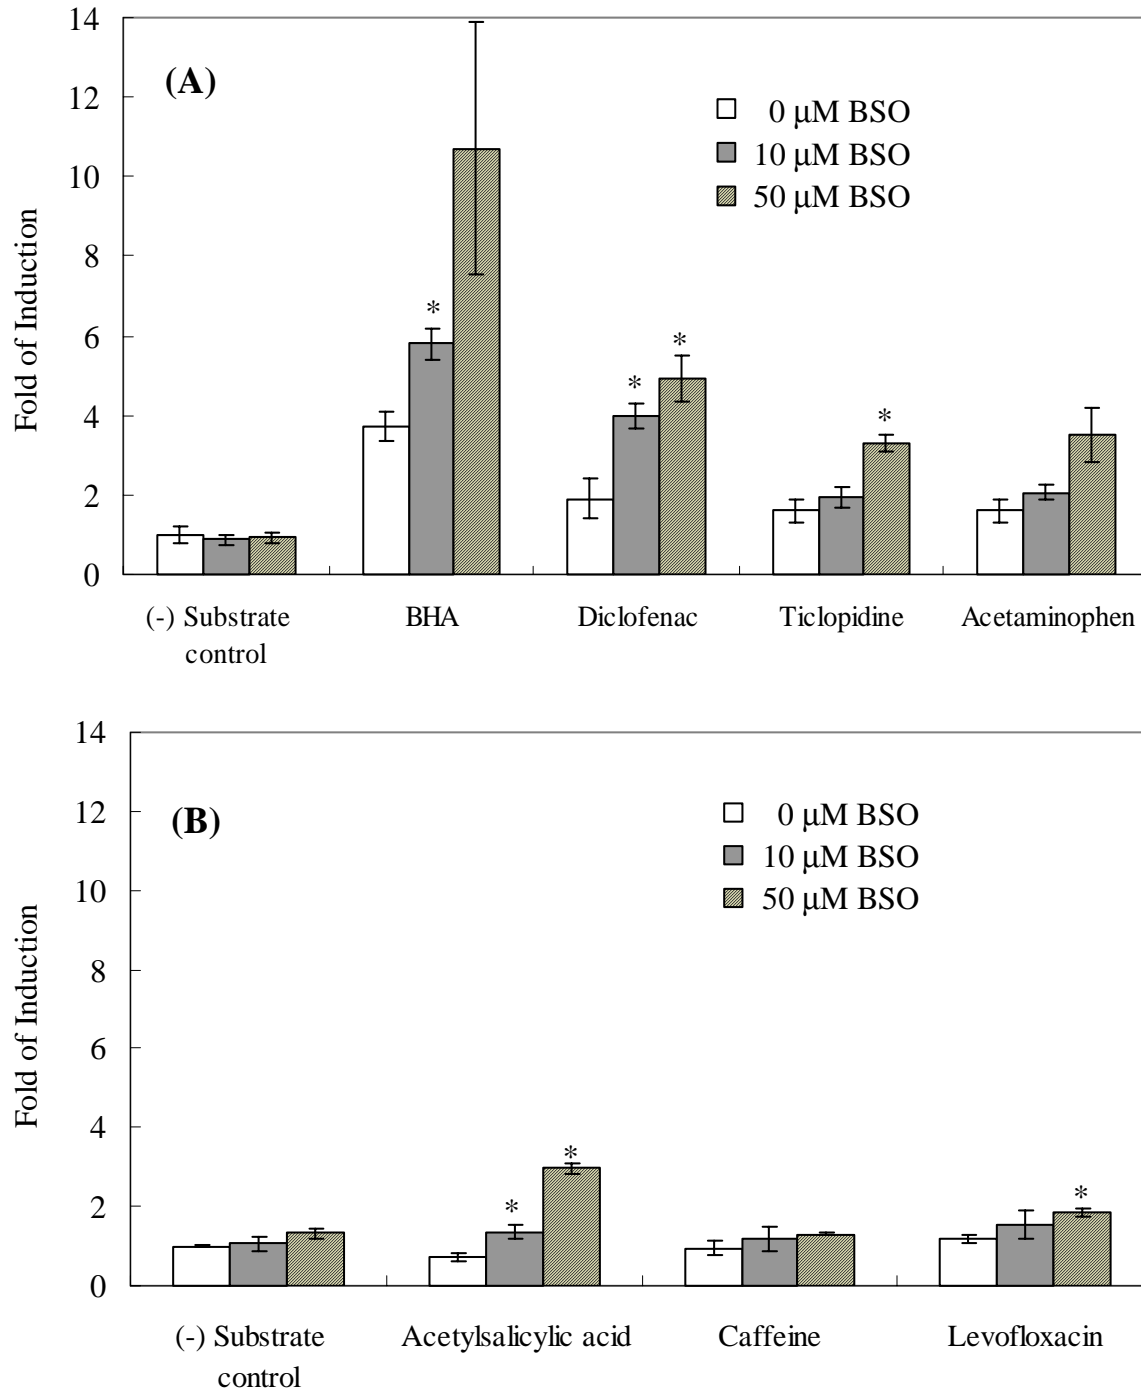 14
(A)
12
0 μM BSO
10 μM BSO
10
50 μM BSO
Fold of Induction
8
*
6
*
*
4
*
2
0
(-) Substrate control
BHA
Diclofenac
Ticlopidine
Acetaminophen
14
(B)
12
0 μM BSO
10 μM BSO
10
50 μM BSO
Fold of Induction
8
6
4
*
*
*
2
0
(-) Substrate control
Acetylsalicylic acid
Caffeine
Levofloxacin